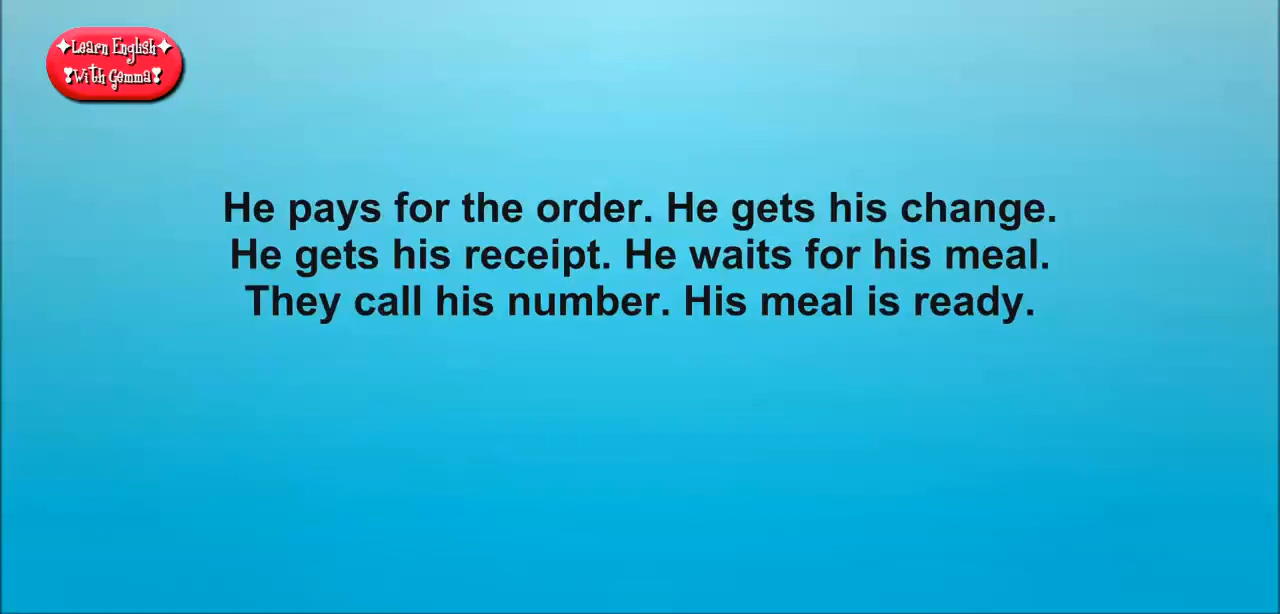 ✦Learn English✦
❣With Gemma❣
He pays for the order. He gets his change.
He gets his receipt. He waits for his meal.
They call his number. His meal is ready.